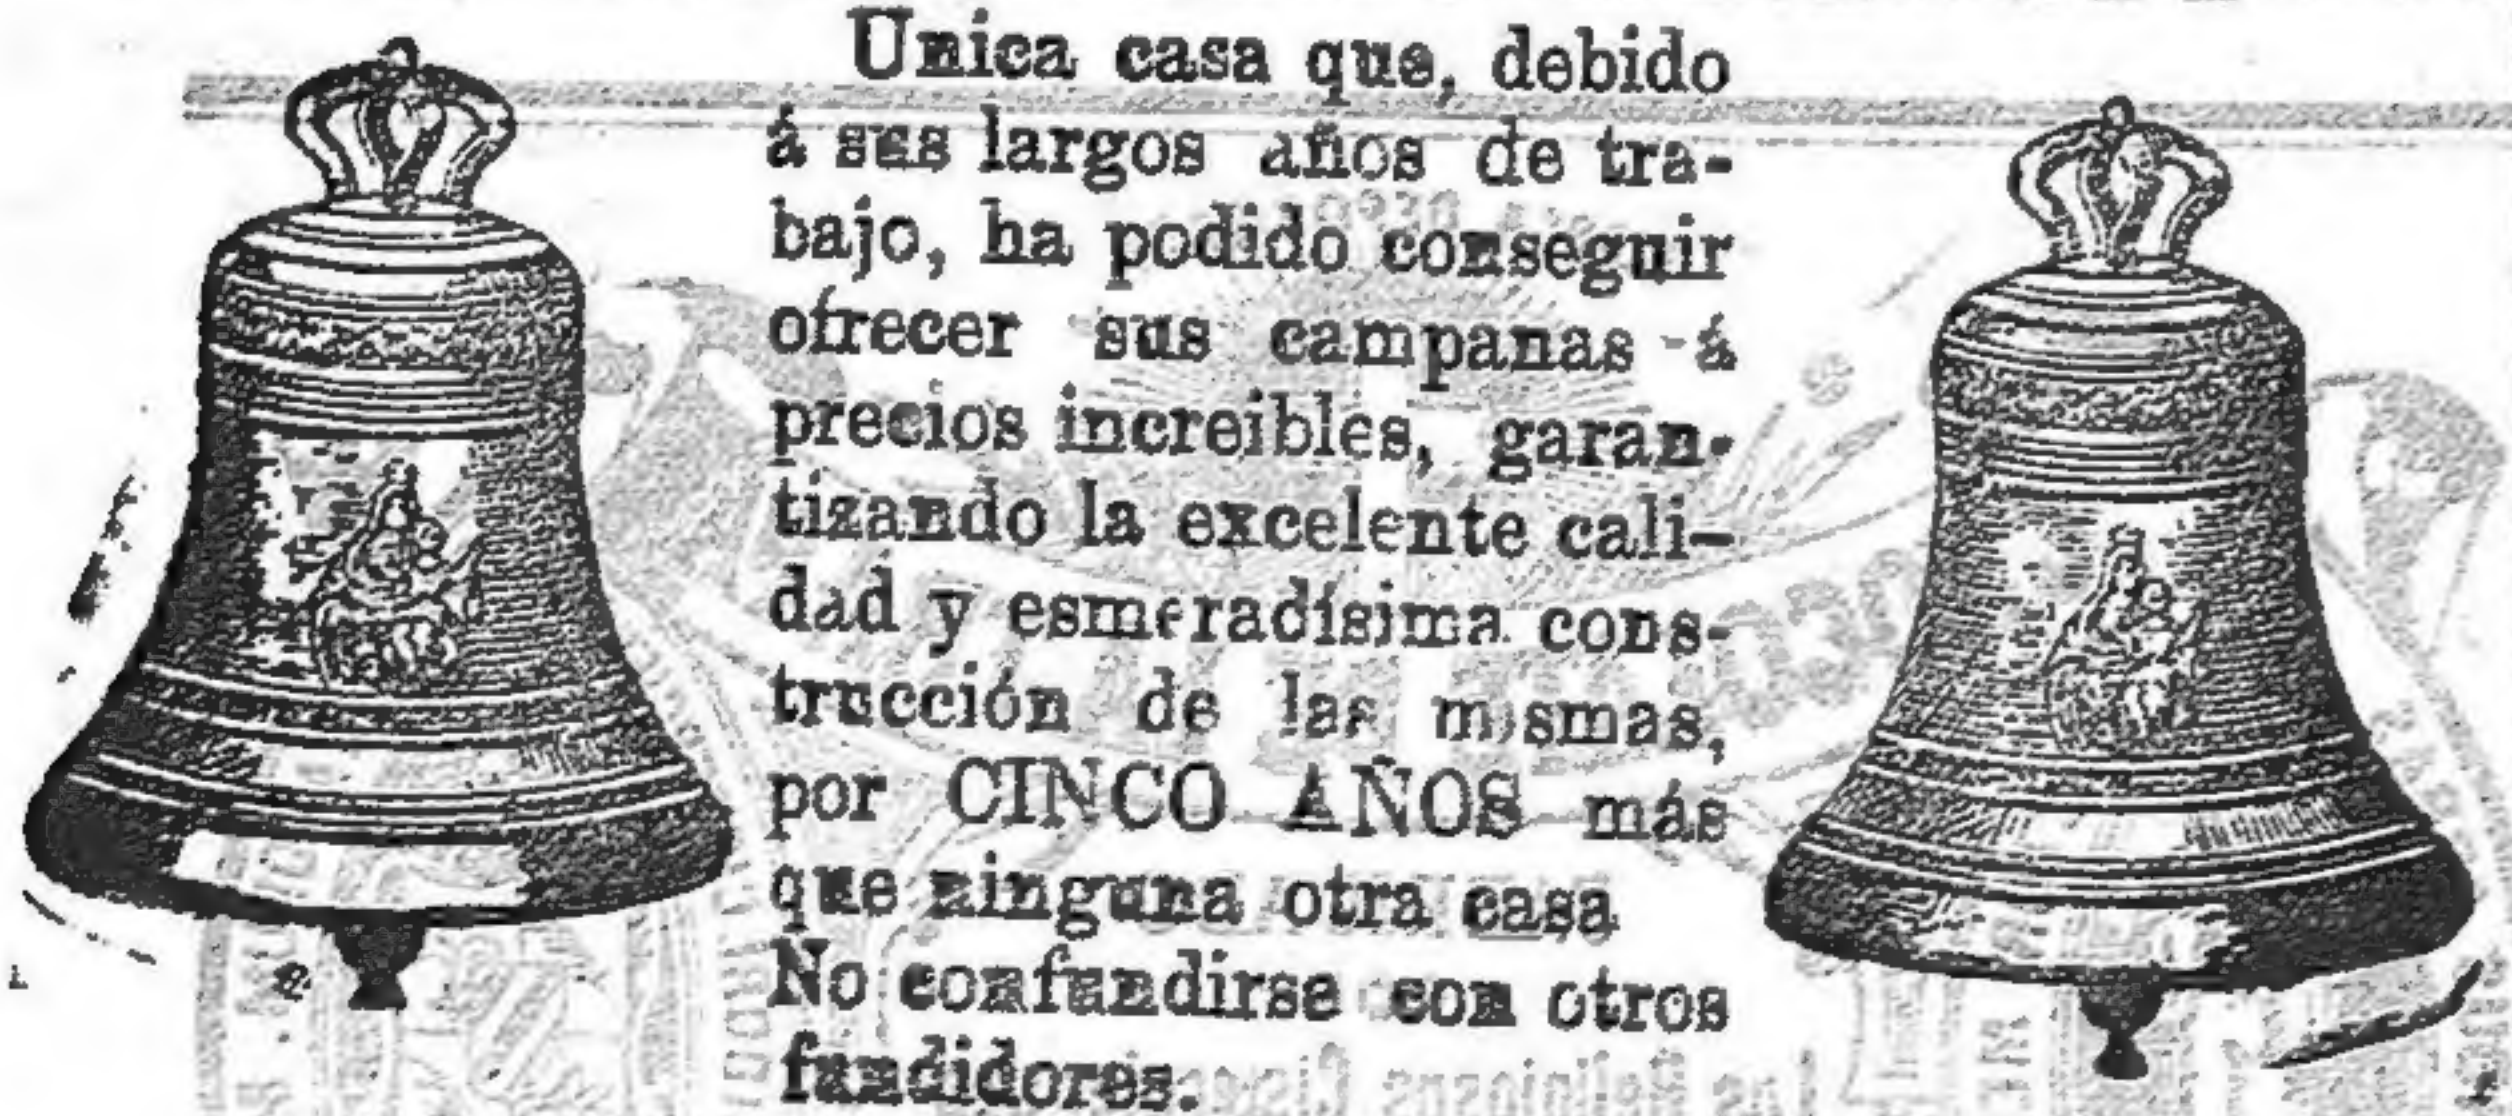 Unica casa que, debido
á sus largos años de tra-
bajo, ha podido conseguir
ofrecer sus campanas á
precios increibles, garan-
tizando la excelente cali-
dad y esmeradísima cons-
trucción de las mismas,
por CINCO AÑOS más
que ninguna otra casa
No confundirse con otros
fundidores.